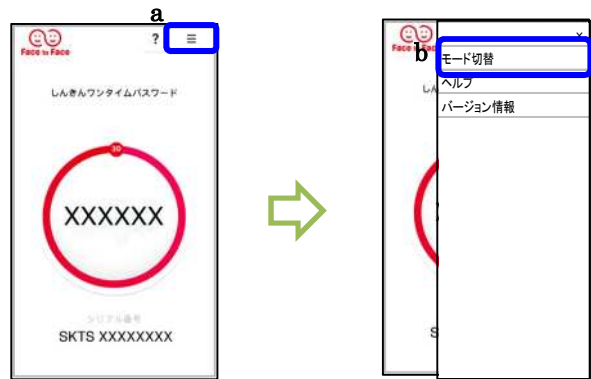 a
Face to Face
?
しんきんワンタイムパスワード
30
XXXXXX
シリアル番号
SKTS XXXXXXXX
b
Face
×
モード切替
ヘルプ
バージョン情報
し
S